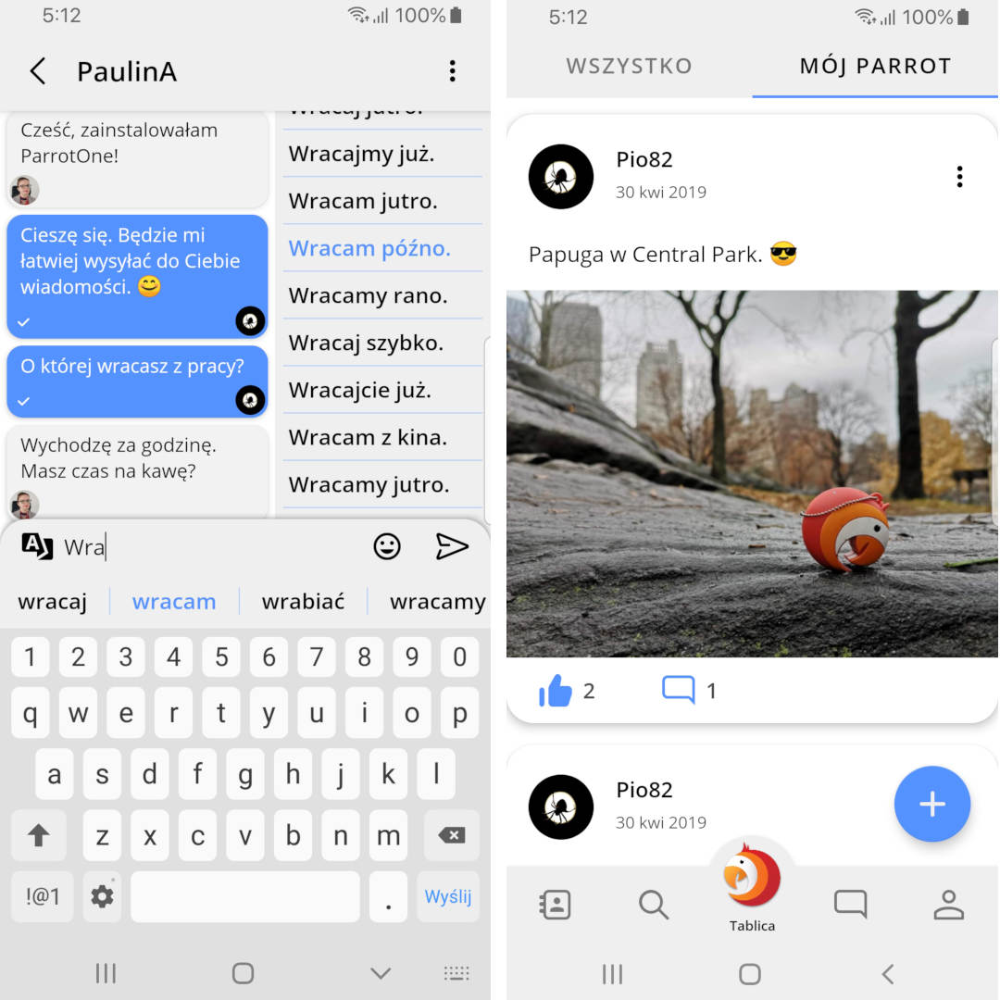 5:12
100%
PaulinA
Cześć, zainstalowałam
ParrotOne!
Cieszę się. Będzie mi
łatwiej wysyłać do Ciebie
wiadomości. 😊
O której wracasz z pracy?
Wychodzę za godzinę.
Masz czas na kawę?
Wracaj jutro.
Wracajmy już.
Wracam jutro.
Wracam późno.
Wracamy rano.
Wracaj szybko.
Wracajcie już.
Wracam z kina.
Wracamy jutro.
Wra
wracaj wracam wrabiać wracamy
1 2 3 4 5 6 7 8 9 0
q w e r t y u i o p
a s d f g h j k l
z x c v b n m
!@1 . Wyślij
5:12
100%
WSZYSTKO MÓJ PARROT
Pio82
30 kwi 2019
Papuga w Central Park. 😎
2 1
Pio82
30 kwi 2019
Tablica